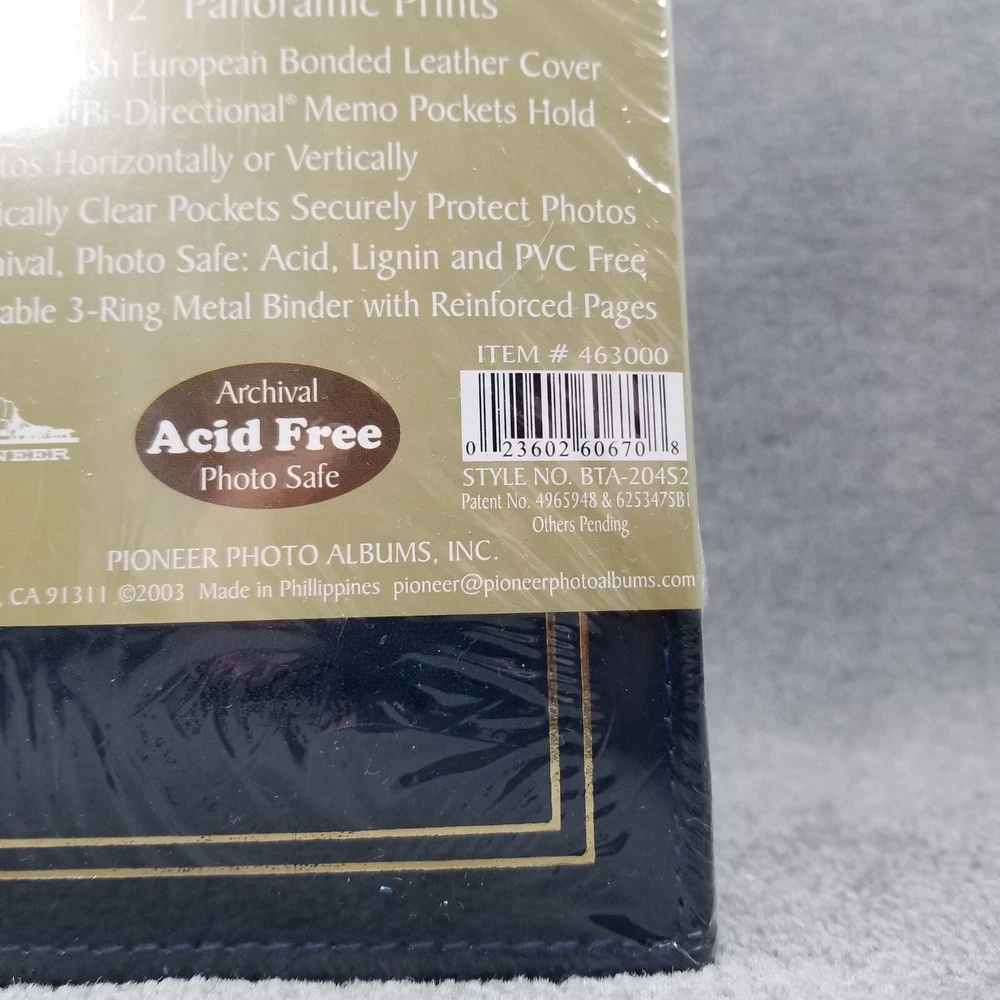 12 Panoramic Prints
European Bonded Leather Cover
Bi-Directional® Memo Pockets Hold
Horizontally or Vertically
Clear Pockets Securely Protect Photos
Photo Safe: Acid, Lignin and PVC Free
3-Ring Metal Binder with Reinforced Pages
ITEM # 463000
0 23602 60670 8
STYLE NO. BTA-204S2
Patent No. 4965948 & 6253475B1
Others Pending
Archival
Acid Free
Photo Safe
PIONEER PHOTO ALBUMS, INC.
CA 91311 ©2003 Made in Phillippines pioneer@pioneerphotoalbums.com